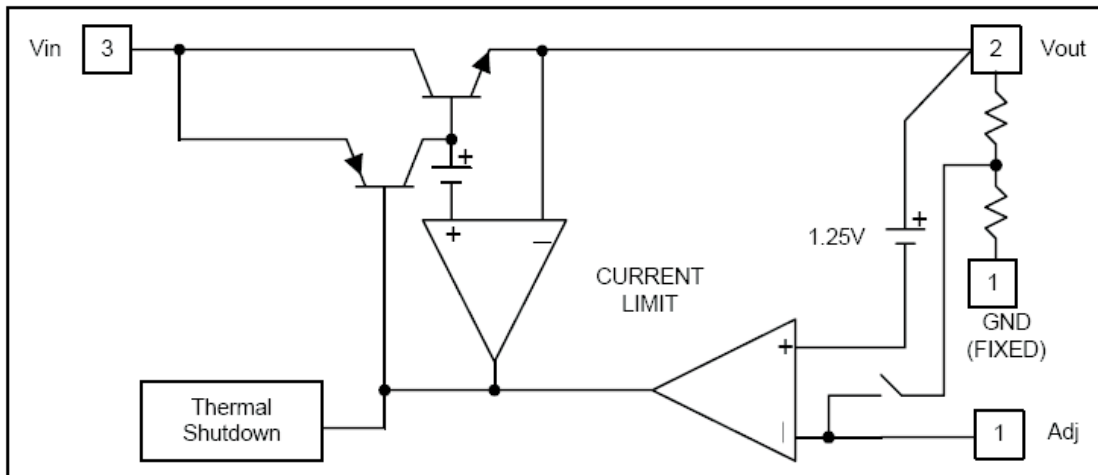 Vin
3
2
Vout
+
+
−
+
1.25V
CURRENT
LIMIT
1
GND
(FIXED)
+
Thermal
Shutdown
−
1
Adj